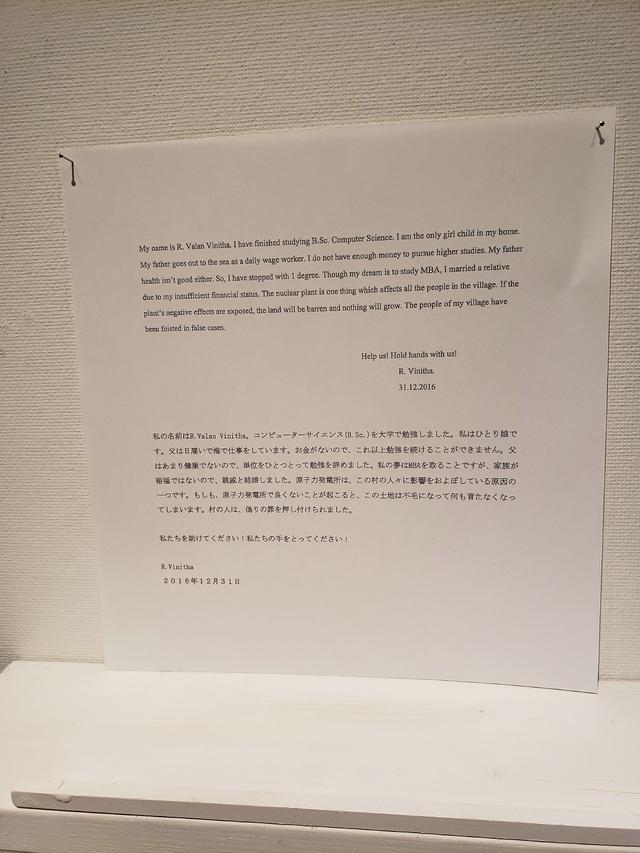 My name is R. Valan Vinitha. I have finished studying B.Sc. Computer Science. I am the only girl child in my home.
My father goes out to the sea as a daily wage worker. I do not have enough money to pursue higher studies. My father
health isn't good either. So, I have stopped with 1 degree. Though my dream is to study MBA, I married a relative
due to my insufficient financial status. The nuclear plant is one thing which affects all the people in the village. If the
plant's negative effects are exposed, the land will be barren and nothing will grow. The people of my village have
been foisted in false cases.
Help us! Hold hands with us!
R. Vinitha.
31.12.2016
私の名前はR.Valan Vinitha。コンピューターサイエンス(B.Sc.)を大学で勉強しました。私はひとり娘で
す。父は日雇いで海で仕事をしています。お金がないので、これ以上勉強を続けることができません。父
はあまり健康でないので、単位をひとつとって勉強を辞めました。私の夢はMBAを取ることですが、家族が
裕福ではないので、親戚と結婚しました。原子力発電所は、この村の人々に影響をおよぼしている原因の
一つです。もしも、原子力発電所で良くないことが起こると、この土地は不毛になって何も育たなくなっ
てしまいます。村の人は、偽りの罪を押し付けられました。
私たちを助けてください！私たちの手をとってください！
R.Vinitha
２０１６年１２月３１日